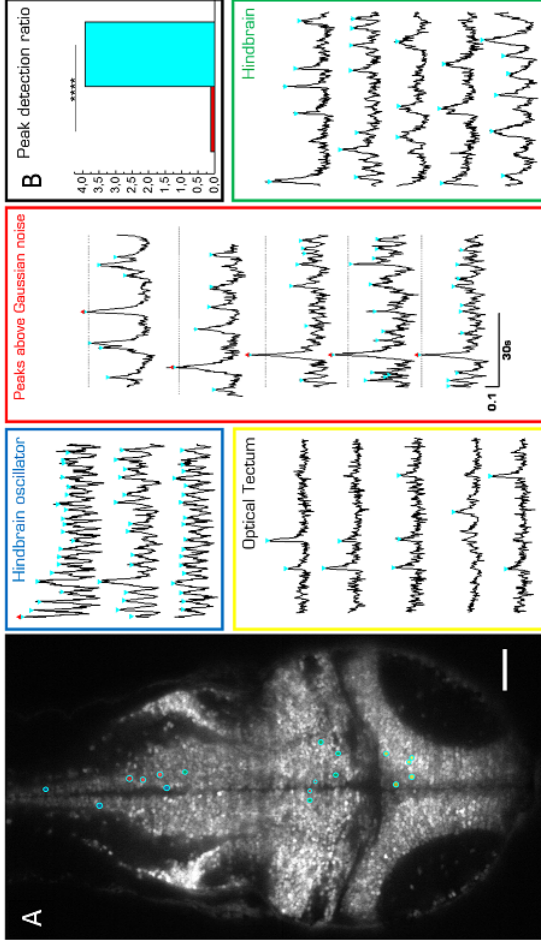 A
Hindbrain oscillator
Optical Tectum
Peaks above Gaussian noise
0.1
30s
B
Peak detection ratio
****
4,0
3,5
3,0
2,5
2,0
1,5
1,0
0,5
0,0
Hindbrain